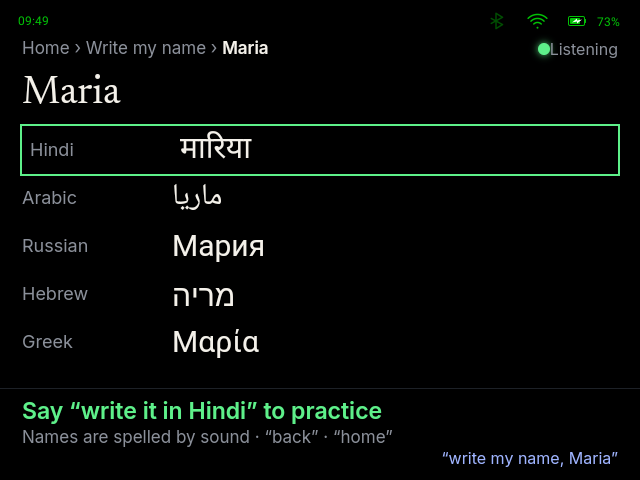 09:49 73%
Home › Write my name › Maria
Listening
Maria
Hindi मारिया
Arabic ماريا
Russian Мария
Hebrew מריה
Greek Μαρία
Say “write it in Hindi” to practice
Names are spelled by sound · “back” · “home”
“write my name, Maria”